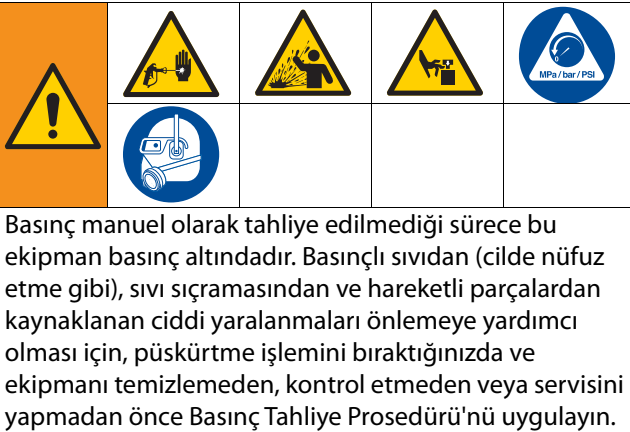 MPa/bar/PSI
Basınç manuel olarak tahliye edilmediği sürece bu
ekipman basınç altındadır. Basınçlı sıvıdan (cilde nüfuz
etme gibi), sıvı sıçramasından ve hareketli parçalardan
kaynaklanan ciddi yaralanmaları önlemeye yardımcı
olması için, püskürtme işlemini bıraktığınızda ve
ekipmanı temizlemeden, kontrol etmeden veya servisini
yapmadan önce Basınç Tahliye Prosedürü'nü uygulayın.